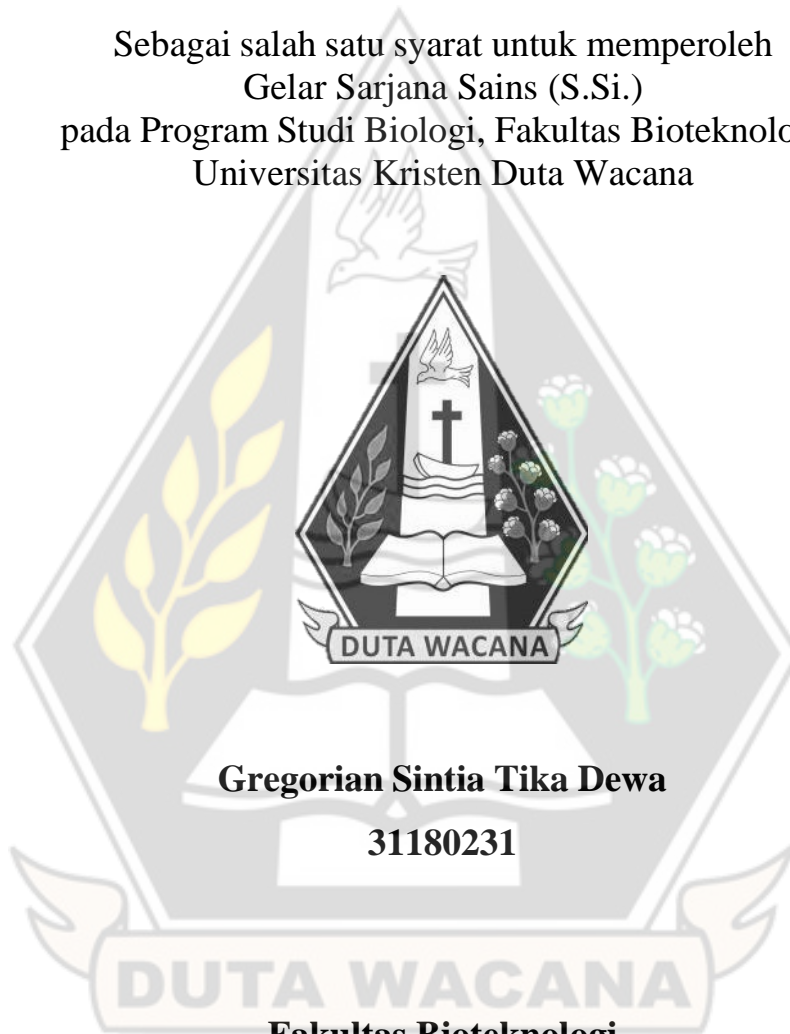 Sebagai salah satu syarat untuk memperoleh
Gelar Sarjana Sains (S.Si.)
pada Program Studi Biologi, Fakultas Bioteknolo
Universitas Kristen Duta Wacana
DUTA WACANA
Gregorian Sintia Tika Dewa
31180231
DUTA WACANA
Fakultas Bioteknologi